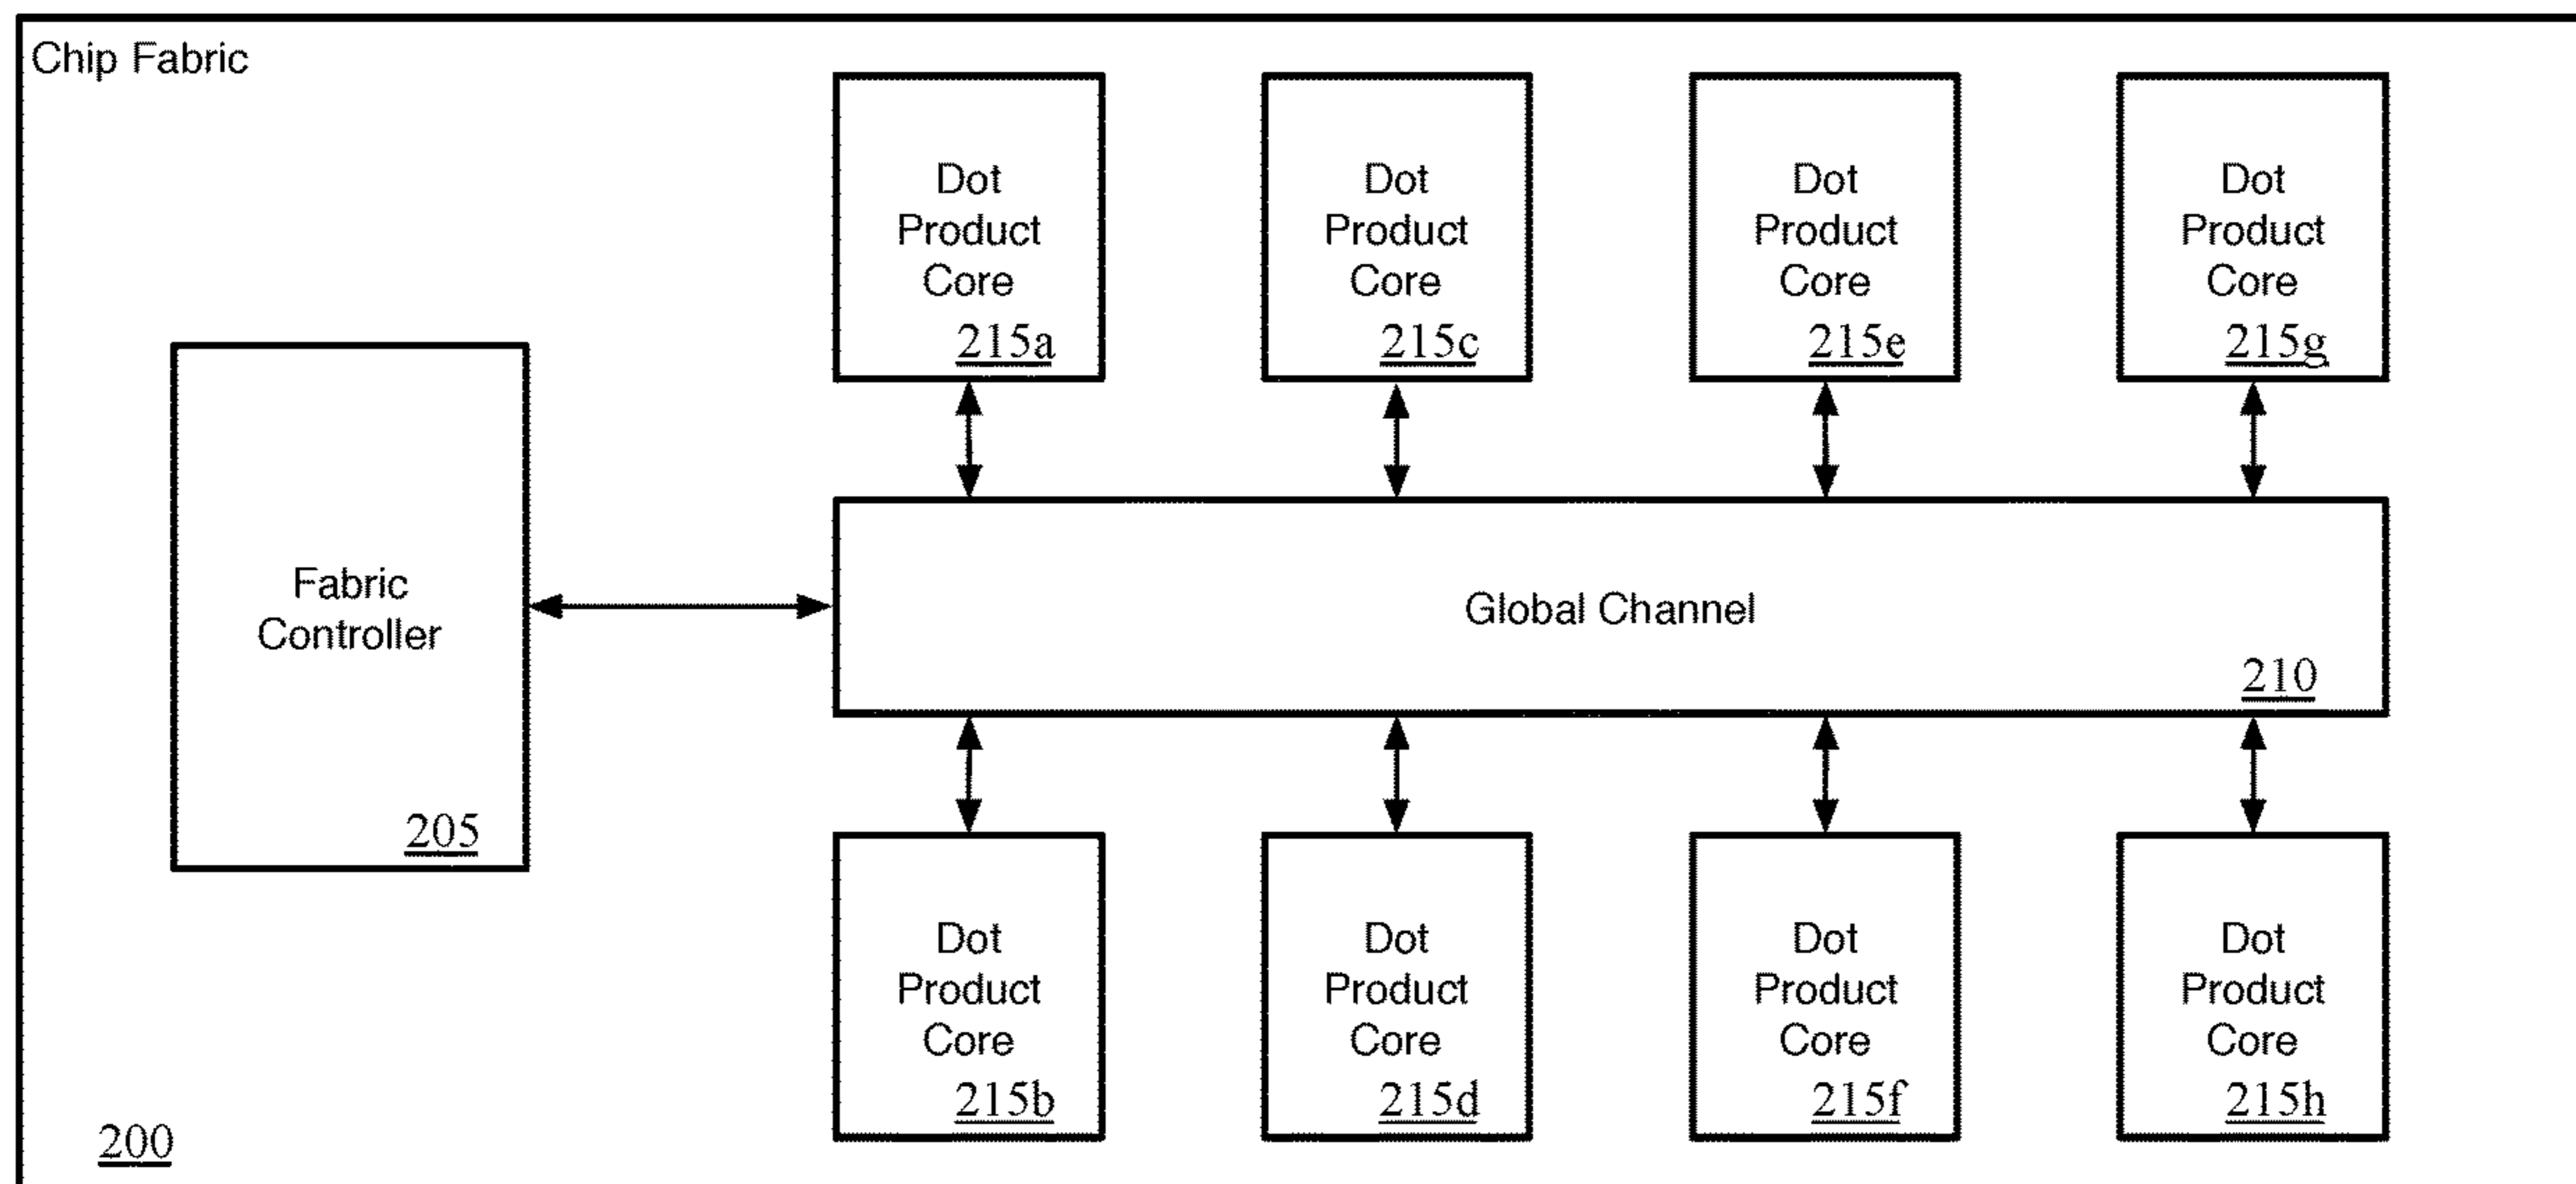 Chip Fabric
Dot
Product
Core
215a
Dot
Product
Core
215c
Dot
Product
Core
215e
Dot
Product
Core
215g
Fabric
Controller
205
Global Channel
210
Dot
Product
Core
215b
Dot
Product
Core
215d
Dot
Product
Core
215f
Dot
Product
Core
215h
200